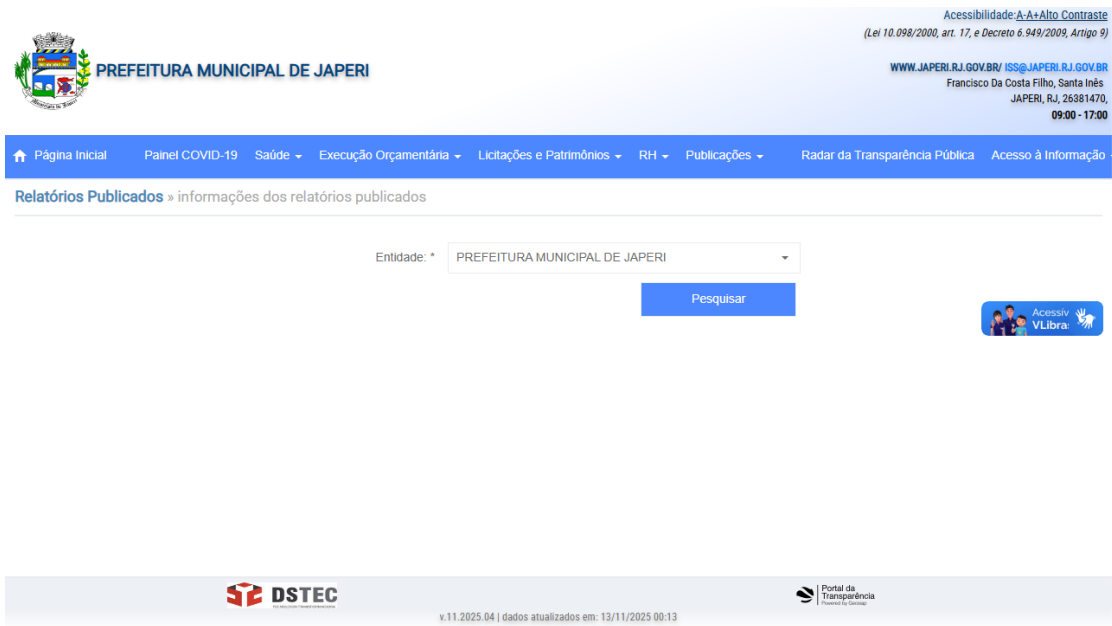 Acessibilidade:A-A+Alto Contraste
(Lei 10.098/2000, art. 17, e Decreto 6.949/2009, Artigo 9)
PREFEITURA MUNICIPAL DE JAPERI
WWW.JAPERI.RJ.GOV.BR/ ISS@JAPERI.RJ.GOV.BR
Francisco Da Costa Filho, Santa Inês
JAPERI, RJ, 26381470,
09:00 - 17:00
Página Inicial Painel COVID-19 Saúde Execução Orçamentária Licitações e Patrimônios RH Publicações Radar da Transparência Pública Acesso à Informação
Relatórios Publicados » informações dos relatórios publicados
Entidade: * PREFEITURA MUNICIPAL DE JAPERI
Pesquisar
Acessív
VLibra
DSTEC
Portal da
Transparência
v.11.2025.04 | dados atualizados em: 13/11/2025 00:13